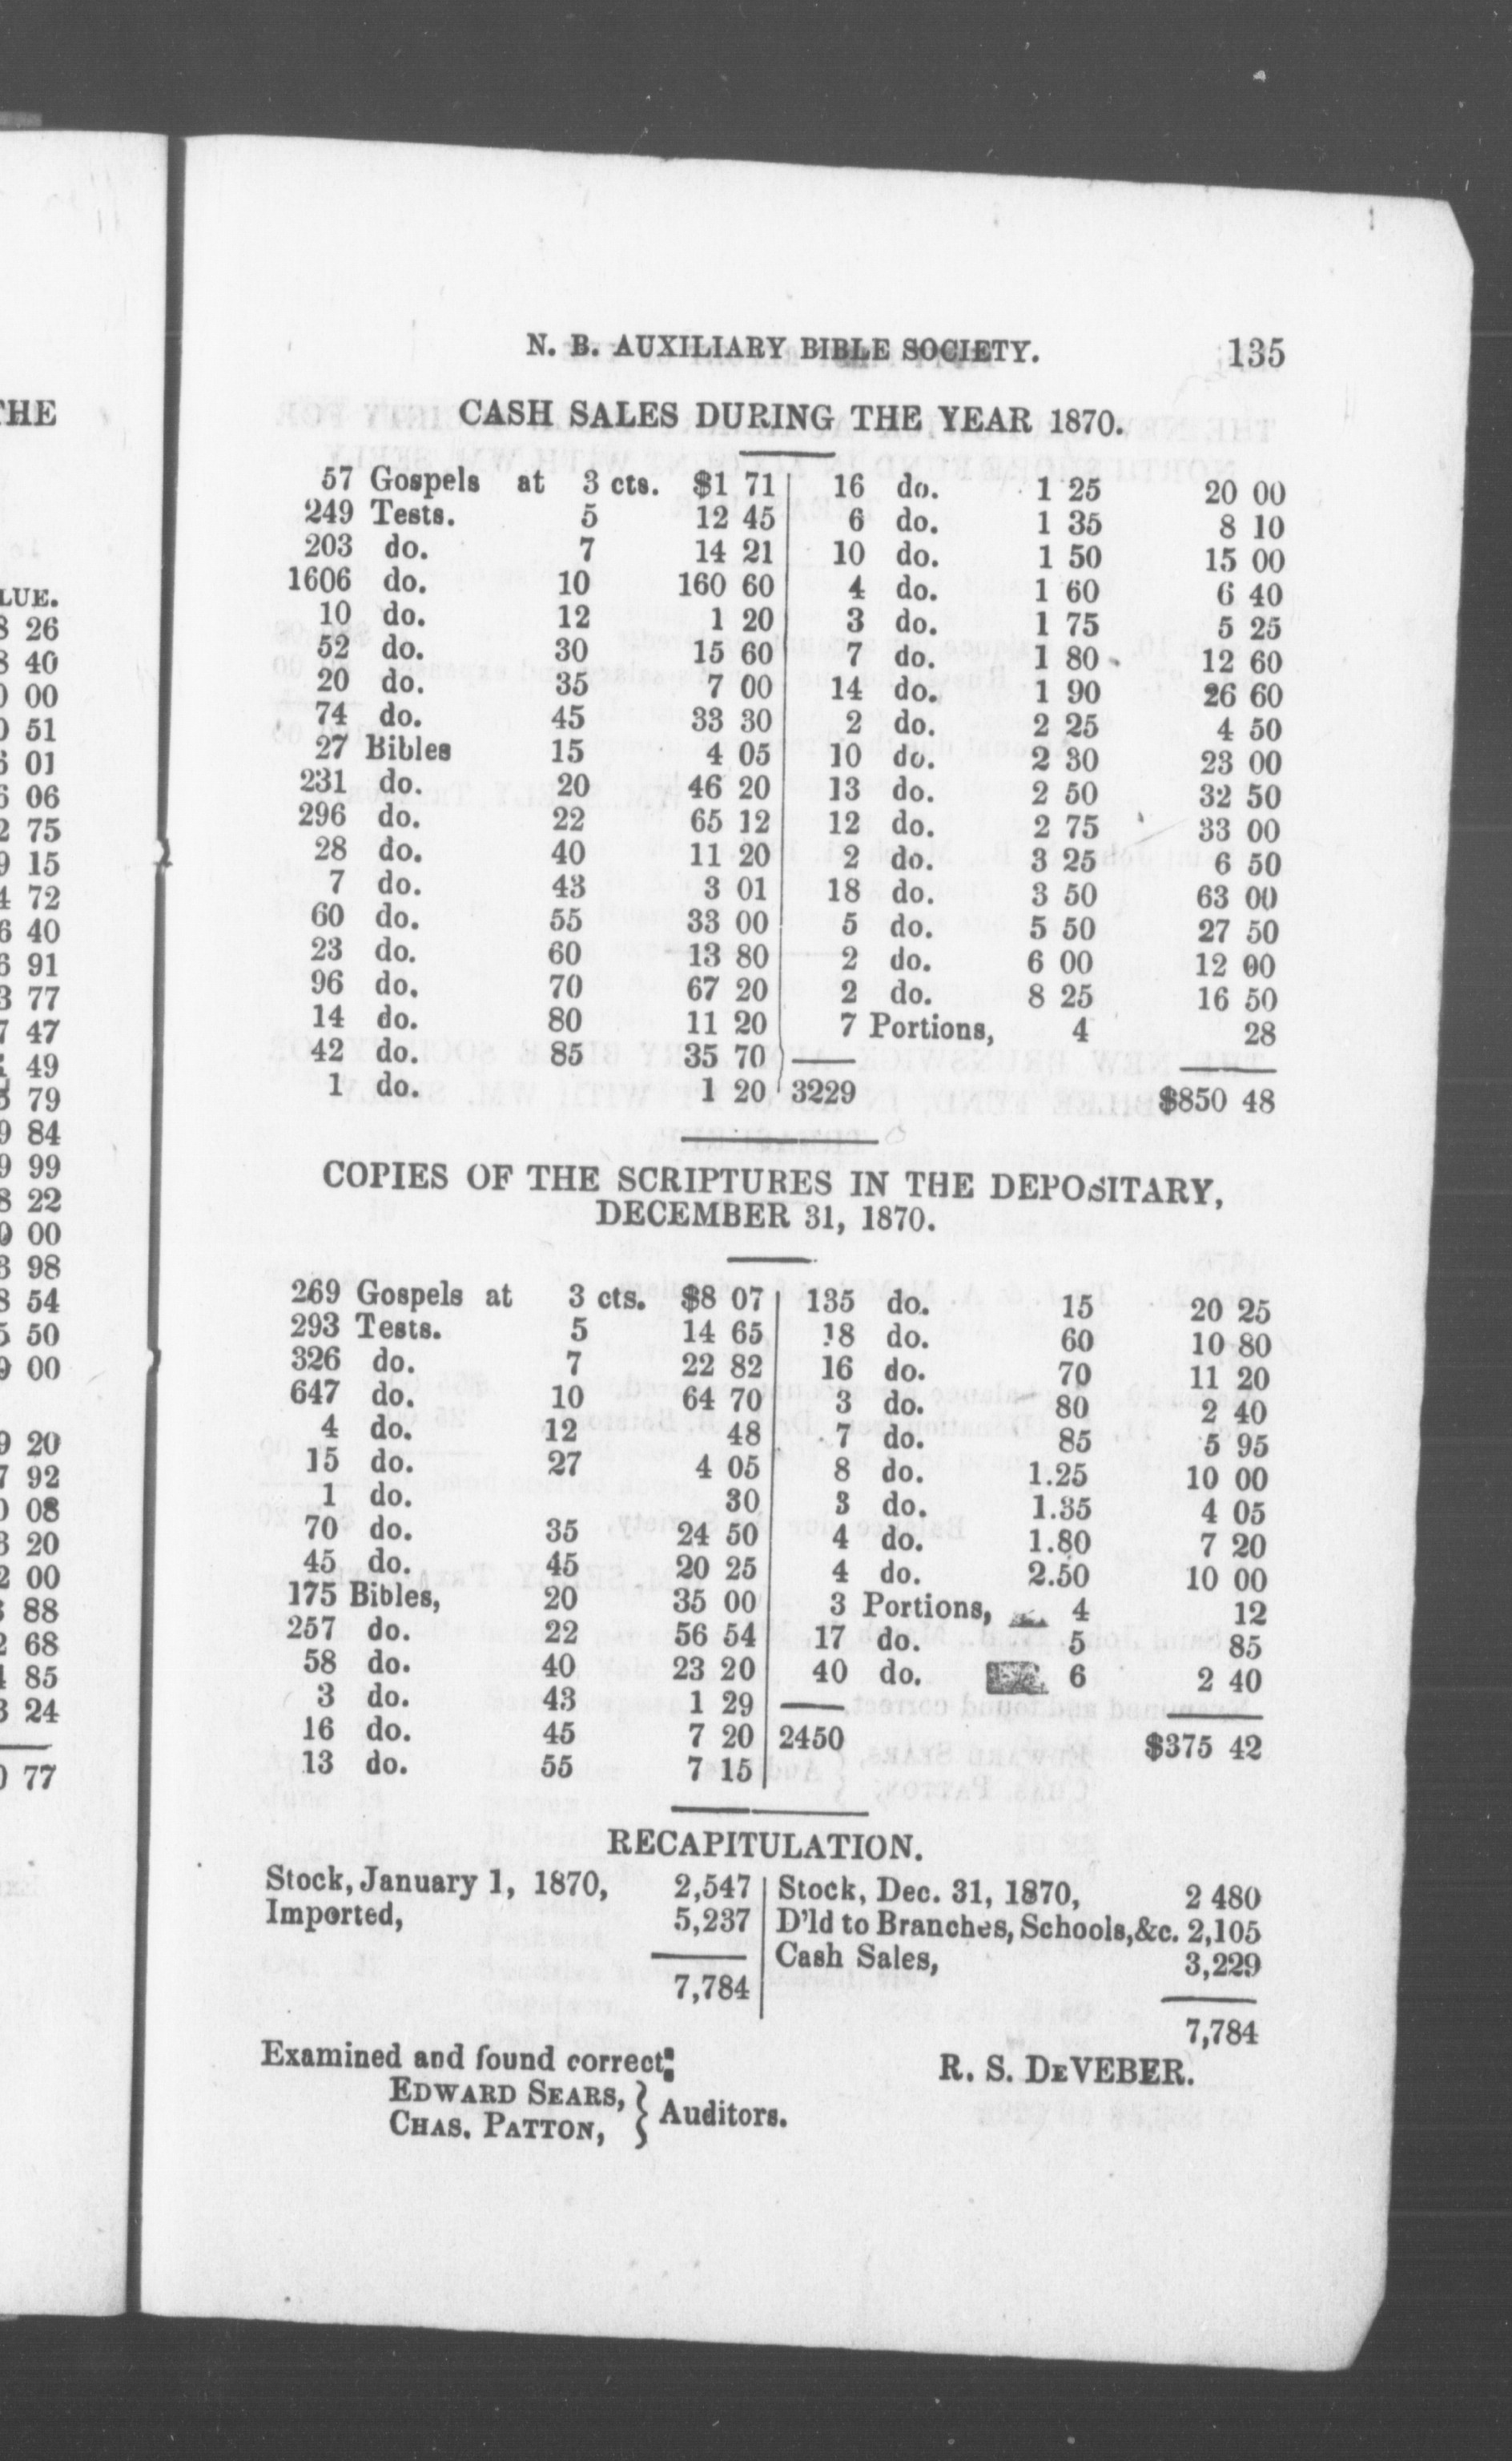 N. B. AUXILIARY BIBLE SOCIETY. 135
CASH SALES DURING THE YEAR 1870.
57 Gospels at 3 cts. $1 71
249 Tests. 5 12 45
203 do. 7 14 21
1606 do. 10 160 60
10 do. 12 1 20
52 do. 30 15 60
20 do. 35 7 00
74 do. 45 33 30
27 Bibles 15 4 05
231 do. 20 46 20
296 do. 22 65 12
28 do. 40 11 20
7 do. 43 3 01
60 do. 55 33 00
23 do. 60 13 80
96 do. 70 67 20
14 do. 80 11 20
42 do. 85 35 70
1 do. 1 20
16 do. 1 25 20 00
6 do. 1 35 8 10
10 do. 1 50 15 00
4 do. 1 60 6 40
3 do. 1 75 5 25
7 do. 1 80 12 60
14 do. 1 90 26 60
2 do. 2 25 4 50
10 do. 2 30 23 00
13 do. 2 50 32 50
12 do. 2 75 33 00
2 do. 3 25 6 50
18 do. 3 50 63 00
5 do. 5 50 27 50
2 do. 6 00 12 00
2 do. 8 25 16 50
7 Portions, 4 28
3229 $850 48
COPIES OF THE SCRIPTURES IN THE DEPOSITARY,
DECEMBER 31, 1870.
269 Gospels at 3 cts. $8 07
293 Tests. 5 14 65
326 do. 7 22 82
647 do. 10 64 70
4 do. 12 48
15 do. 27 4 05
1 do. 30
70 do. 35 24 50
45 do. 45 20 25
175 Bibles, 20 35 00
257 do. 22 56 54
58 do. 40 23 20
3 do. 43 1 29
16 do. 45 7 20
13 do. 55 7 15
135 do. 15 20 25
18 do. 60 10 80
16 do. 70 11 20
3 do. 80 2 40
7 do. 85 5 95
8 do. 1.25 10 00
3 do. 1.35 4 05
4 do. 1.80 7 20
4 do. 2.50 10 00
3 Portions, 4 12
17 do. 5 85
40 do. 6 2 40
2450 $375 42
RECAPITULATION.
Stock, January 1, 1870, 2,547
Imported, 5,237
7,784
Stock, Dec. 31, 1870, 2 480
D'ld to Branches, Schools, &c. 2,105
Cash Sales, 3,229
7,784
Examined and found correct:
EDWARD SEARS,
CHAS. PATTON, } Auditors.
R. S. DEVEBER.